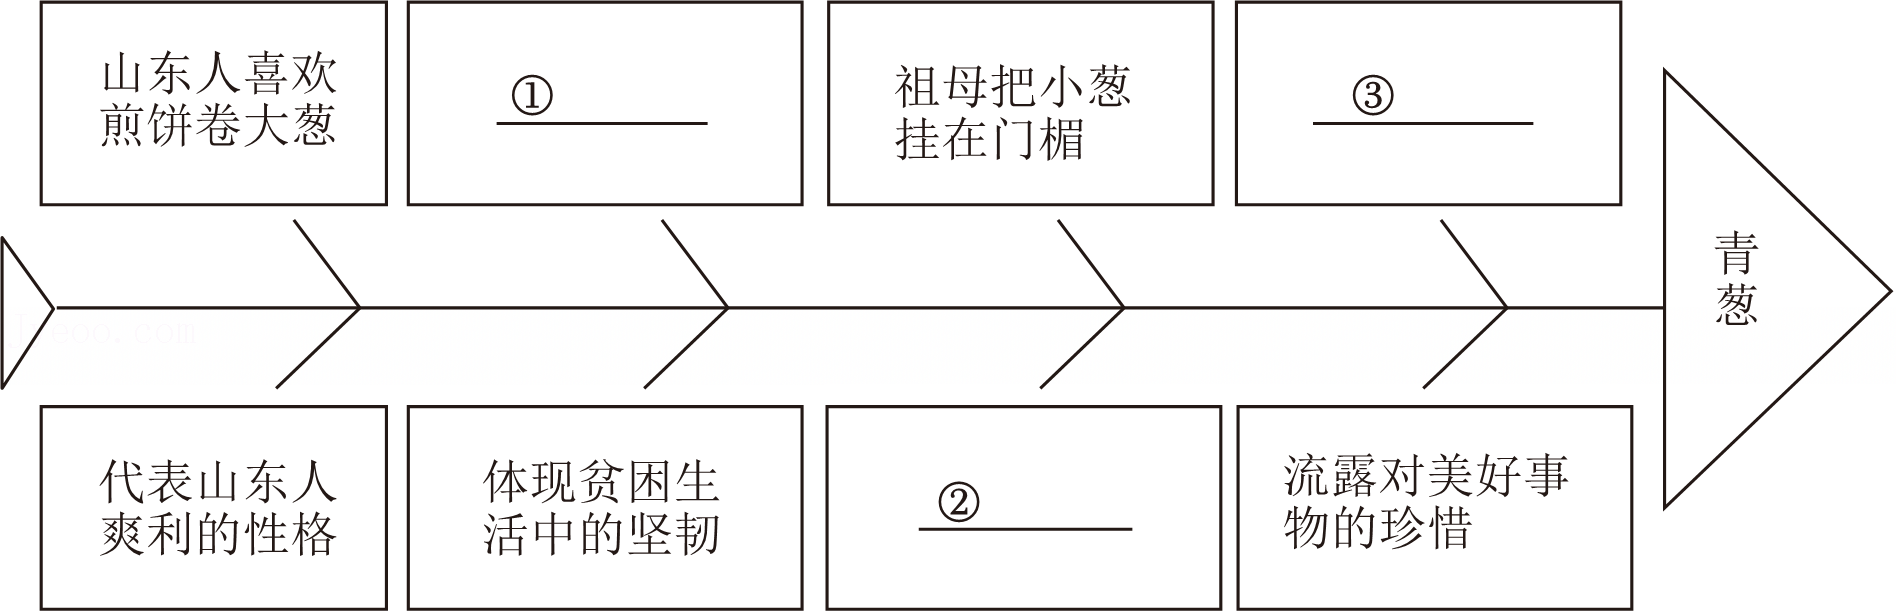 山东人喜欢
煎饼卷大葱
①
祖母把小葱
挂在门楣
③
青
葱
代表山东人
爽利的性格
体现贫困生
活中的坚韧
②
流露对美好事
物的珍惜